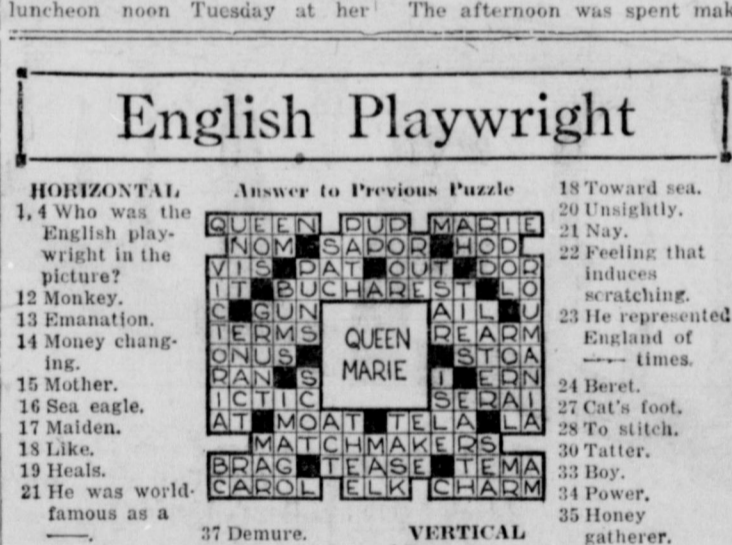 luncheon noon Tuesday at her
The afternoon was spent mak
English Playwright
HORIZONTAL
1, 4 Who was the
English play-
wright in the
picture?
12 Monkey.
13 Emanation.
14 Money chang-
ing.
15 Mother.
16 Sea eagle.
17 Maiden.
18 Like.
19 Heals.
21 He was world-
famous as a
——.
Answer to Previous Puzzle
QUEEN PUP MARIE
NOM SAPOR HOD
VIS PAT OUT DOR
IT BUCHAREST LO
C GUN AIL U
TERMS REARM
ONUS STOA
RAN S I ERN
ICTIC SERAI
AT MOAT TELA LA
MATCHMAKERS
BRAG TEASE TEMA
CAROL ELK CHARM
QUEEN
MARIE
37 Demure.
VERTICAL
18 Toward sea.
20 Unsightly.
21 Nay.
22 Feeling that
induces
scratching.
23 He represented
England of
—— times.
24 Beret.
27 Cat's foot.
28 To stitch.
30 Tatter.
33 Boy.
34 Power.
35 Honey
gatherer.